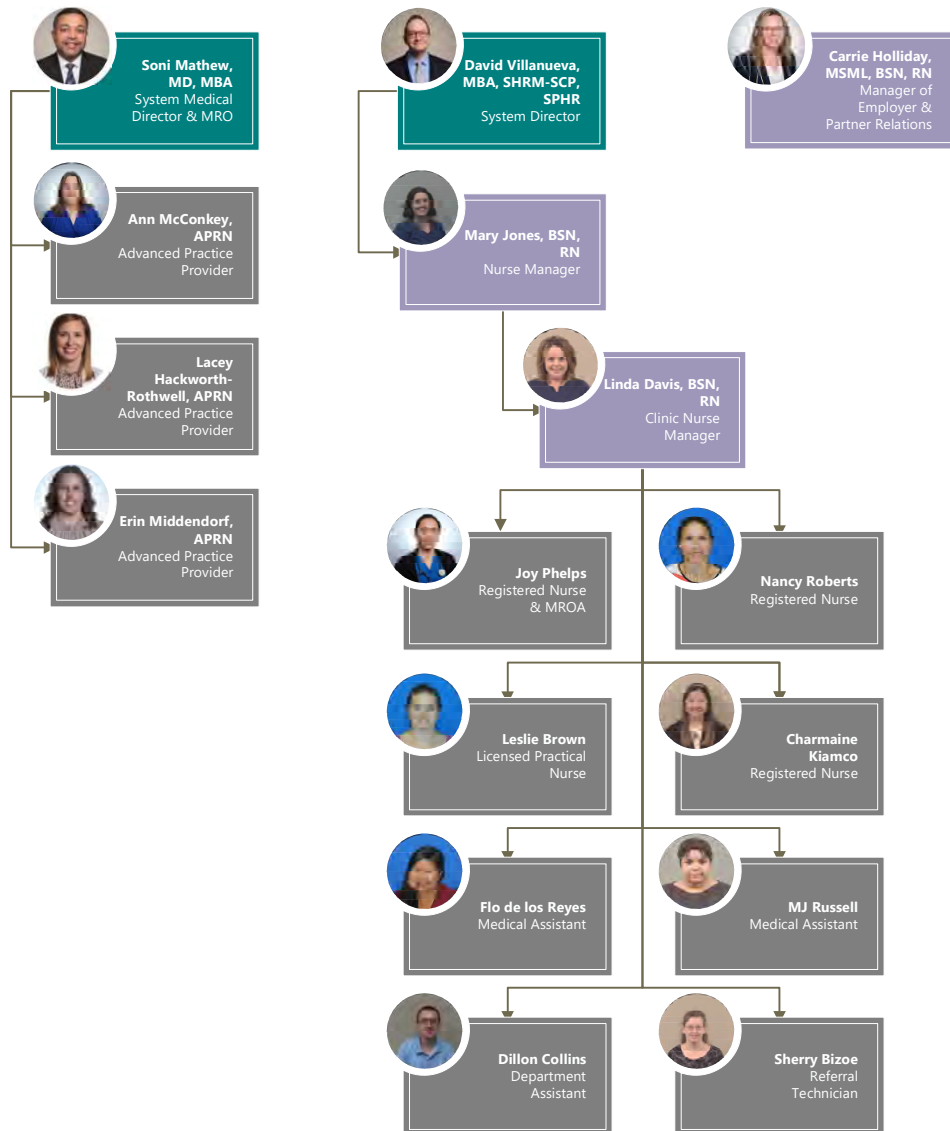 Soni Mathew,
MD, MBA
System Medical
Director & MRO
David Villanueva,
MBA, SHRM-SCP,
SPHR
System Director
Carrie Holliday,
MSML, BSN, RN
Manager of
Employer &
Partner Relations
Ann McConkey,
APRN
Advanced Practice
Provider
Mary Jones, BSN,
RN
Nurse Manager
Lacey
Hackworth-
Rothwell, APRN
Advanced Practice
Provider
Linda Davis, BSN,
RN
Clinic Nurse
Manager
Erin Middendorf,
APRN
Advanced Practice
Provider
Joy Phelps
Registered Nurse
& MROA
Nancy Roberts
Registered Nurse
Leslie Brown
Licensed Practical
Nurse
Charmaine
Kiamco
Registered Nurse
Flo de los Reyes
Medical Assistant
MJ Russell
Medical Assistant
Dillon Collins
Department
Assistant
Sherry Bizoe
Referral
Technician